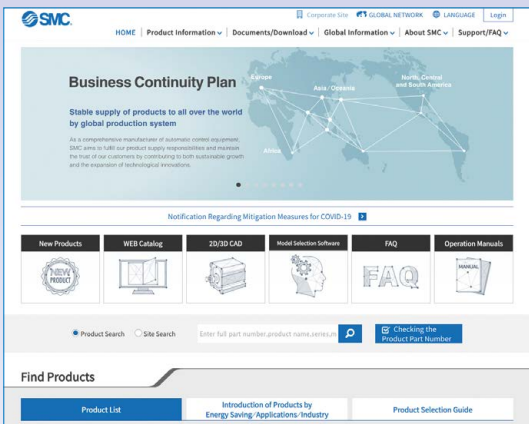 SMC
Corporate Site GLOBAL NETWORK LANGUAGE Login
HOME Product Information Documents/Download Global Information About SMC Support/FAQ
Business Continuity Plan
Stable supply of products to all over the world
by global production system
As a comprehensive manufacturer of automatic control equipment,
SMC aims to fulfill our product supply responsibilities and maintain
the trust of our customers by contributing to both sustainable growth
and the expansion of technological innovations.
Europe
Asia/Oceania
North, Central
and South America
Africa
Notification Regarding Mitigation Measures for COVID-19
New Products WEB Catalog 2D/3D CAD Model Selection Software FAQ Operation Manuals
NEW
PRODUCT
FAQ
MANUAL
Product Search Site Search Enter full part number,product name,series,m Checking the
Product Part Number
Find Products
Product List
Introduction of Products by
Energy Saving/Applications/Industry
Product Selection Guide